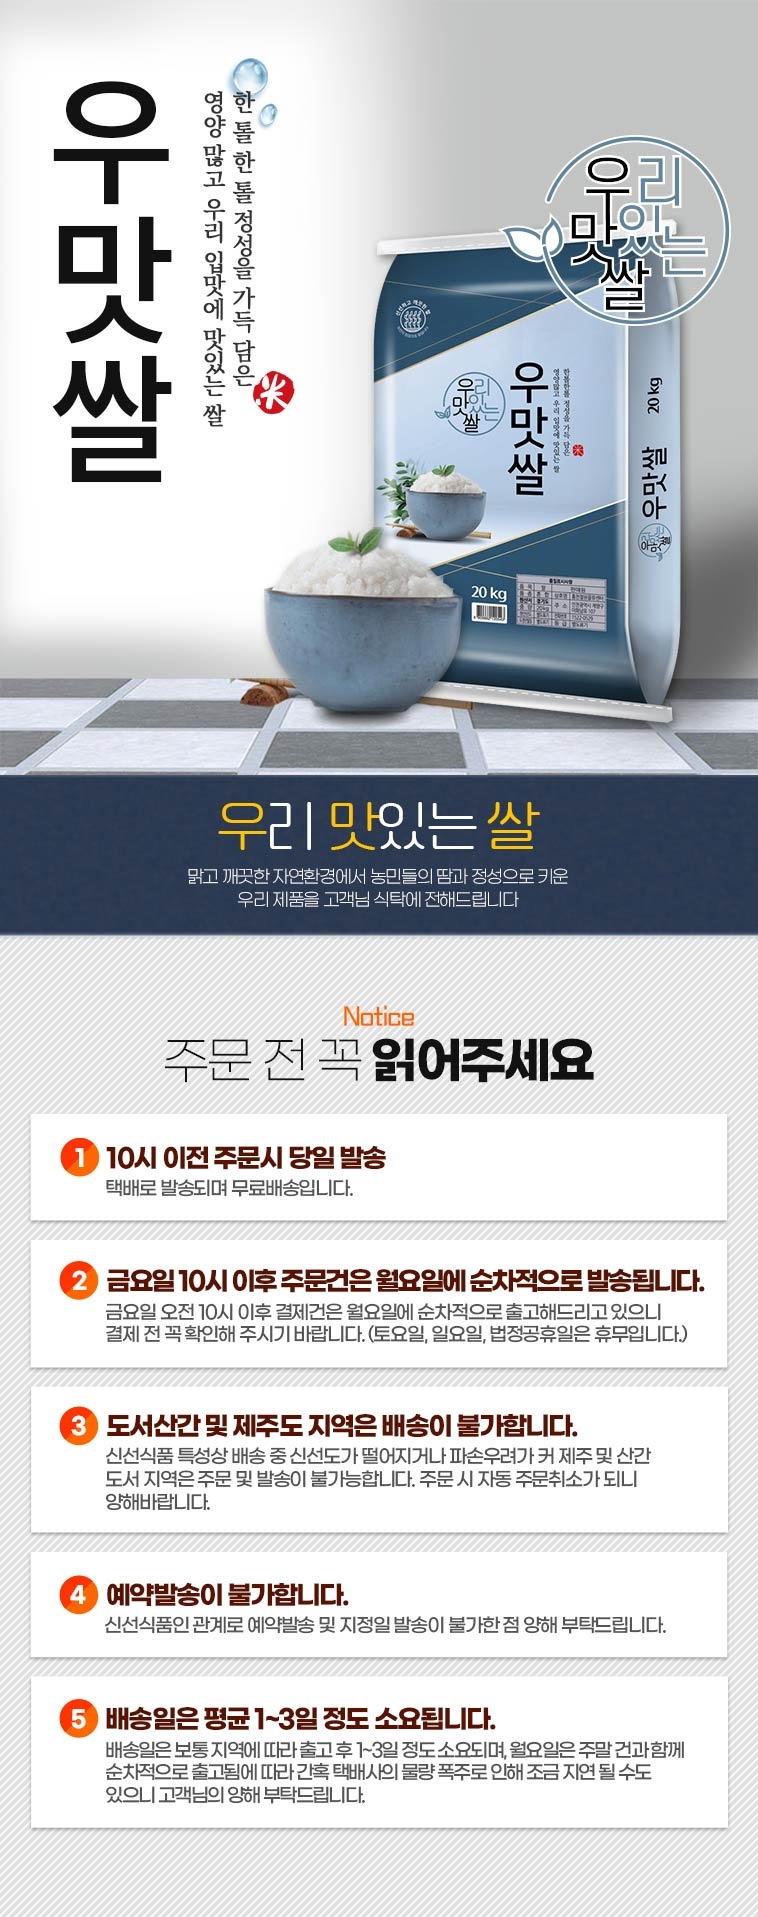 우맛쌀
한 톨 한 톨 정성을 가득 담은
영양 많고 우리 입맛에 맛있는 쌀
米
우리
맛있는
쌀
우리
맛있는
쌀
우맛쌀
한톨한톨 정성을 가득 담은
영양많고 우리 입맛에 맛있는 쌀
米
20 kg
품질표시사항
20 kg
우맛쌀
우리 맛있는 쌀
맑고 깨끗한 자연환경에서 농민들의 땀과 정성으로 키운
우리 제품을 고객님 식탁에 전해드립니다
Notice
주문 전 꼭 읽어주세요
1 10시 이전 주문시 당일 발송
택배로 발송되며 무료배송입니다.
2 금요일 10시 이후 주문건은 월요일에 순차적으로 발송됩니다.
금요일 오전 10시 이후 결제건은 월요일에 순차적으로 출고해드리고 있으니
결제 전 꼭 확인해 주시기 바랍니다. (토요일, 일요일, 법정공휴일은 휴무입니다.)
3 도서산간 및 제주도 지역은 배송이 불가합니다.
신선식품 특성상 배송 중 신선도가 떨어지거나 파손우려가 커 제주 및 산간
도서 지역은 주문 및 발송이 불가능합니다. 주문 시 자동 주문취소가 되니
양해바랍니다.
4 예약발송이 불가합니다.
신선식품인 관계로 예약발송 및 지정일 발송이 불가한 점 양해 부탁드립니다.
5 배송일은 평균 1~3일 정도 소요됩니다.
배송일은 보통 지역에 따라 출고 후 1~3일 정도 소요되며, 월요일은 주말 건과 함께
순차적으로 출고됨에 따라 간혹 택배사의 물량 폭주로 인해 조금 지연 될 수도
있으니 고객님의 양해 부탁드립니다.